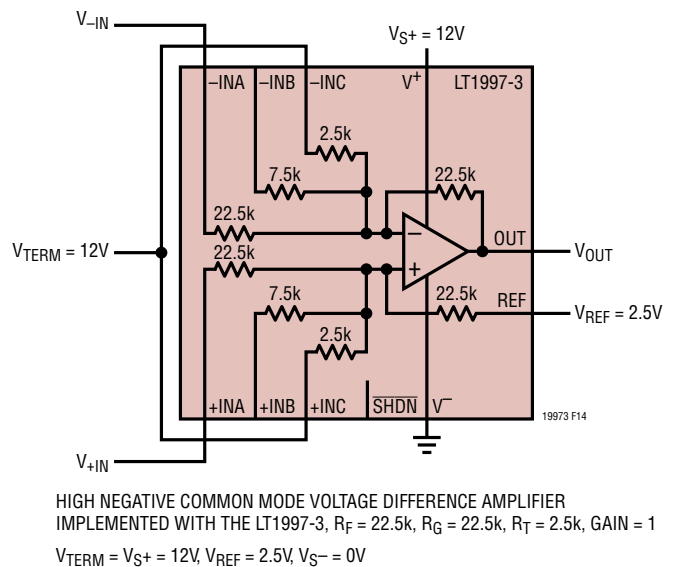 V–IN
VS+ = 12V
–INA
–INB
–INC
V+
LT1997-3
2.5k
7.5k
22.5k
22.5k
–
OUT
VTERM = 12V
VOUT
22.5k
+
7.5k
22.5k
REF
VREF = 2.5V
2.5k
+INA
+INB
+INC
SHDN
V–
19973 F14
V+IN
HIGH NEGATIVE COMMON MODE VOLTAGE DIFFERENCE AMPLIFIER
IMPLEMENTED WITH THE LT1997-3, RF = 22.5k, RG = 22.5k, RT = 2.5k, GAIN = 1
VTERM = VS+ = 12V, VREF = 2.5V, VS– = 0V